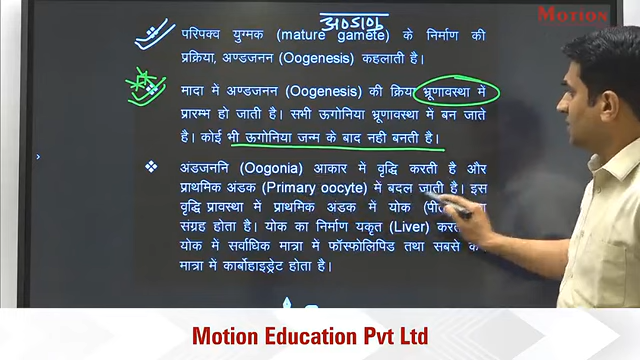 अण्डाणु
MOTION
परिपक्व युग्मक (mature gamete) के निर्माण की
प्रक्रिया, अण्डजनन (Oogenesis) कहलाती है।
मादा में अण्डजनन (Oogenesis) की क्रिया भ्रूणावस्था में
प्रारम्भ हो जाती है। सभी ऊगोनिया भ्रूणावस्था में बन जाते
है। कोई भी ऊगोनिया जन्म के बाद नही बनती है।
अंडजननि (Oogonia) आकार में वृद्धि करती है और
प्राथमिक अंडक (Primary oocyte) में बदल जाती है। इस
वृद्धि प्रावस्था में प्राथमिक अंडक में योक
संग्रह होता है। योक का निर्माण यकृत (Liver)
योक में सर्वाधिक मात्रा में फॉस्फोलिपिड तथा सबसे
मात्रा में कार्बोहाइड्रेट होता है।
Motion Education Pvt Ltd